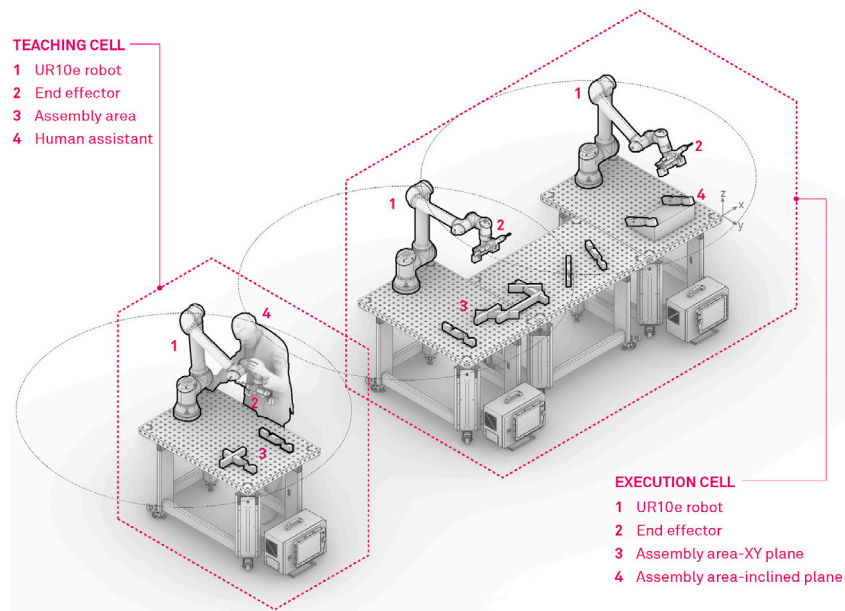 TEACHING CELL
1 UR10e robot
2 End effector
3 Assembly area
4 Human assistant
1
2
4
z
x
y
1
2
3
4
1
2
3
EXECUTION CELL
1 UR10e robot
2 End effector
3 Assembly area-XY plane
4 Assembly area-inclined plane